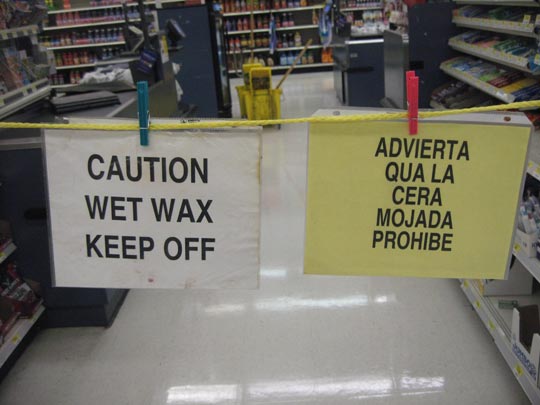 CAUTION
WET WAX
KEEP OFF
ADVIERTA
QUA LA
CERA
MOJADA
PROHIBE